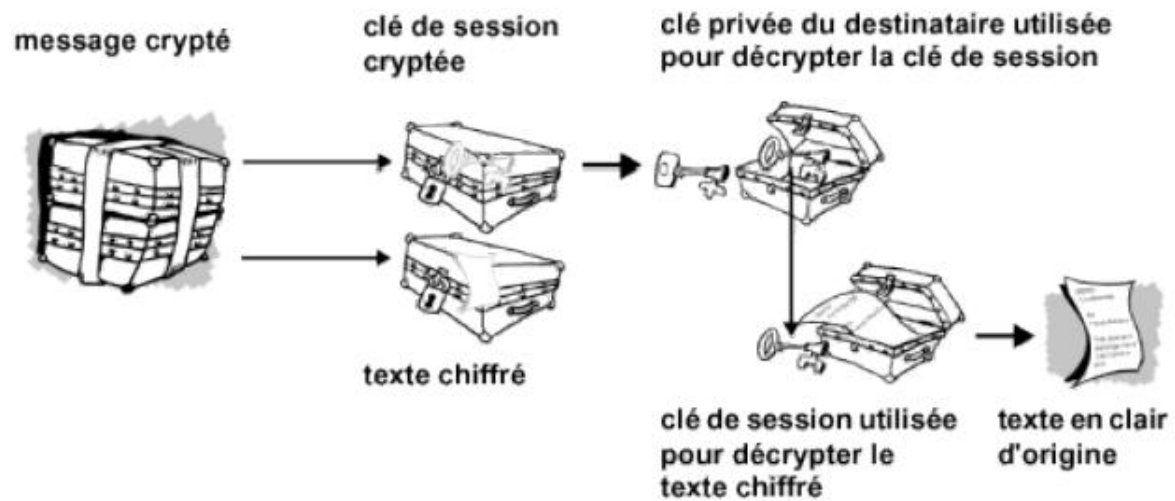 message crypté
clé de session
cryptée
clé privée du destinataire utilisée
pour décrypter la clé de session
texte chiffré
clé de session utilisée
pour décrypter le
texte chiffré
texte en clair
d'origine